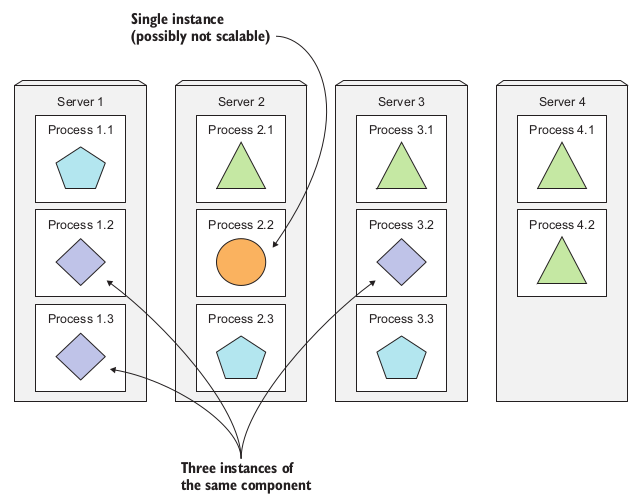 Single instance
(possibly not scalable)
Server 1
Server 2
Server 3
Server 4
Process 1.1
Process 2.1
Process 3.1
Process 4.1
Process 1.2
Process 2.2
Process 3.2
Process 4.2
Process 1.3
Process 2.3
Process 3.3
Three instances of
the same component